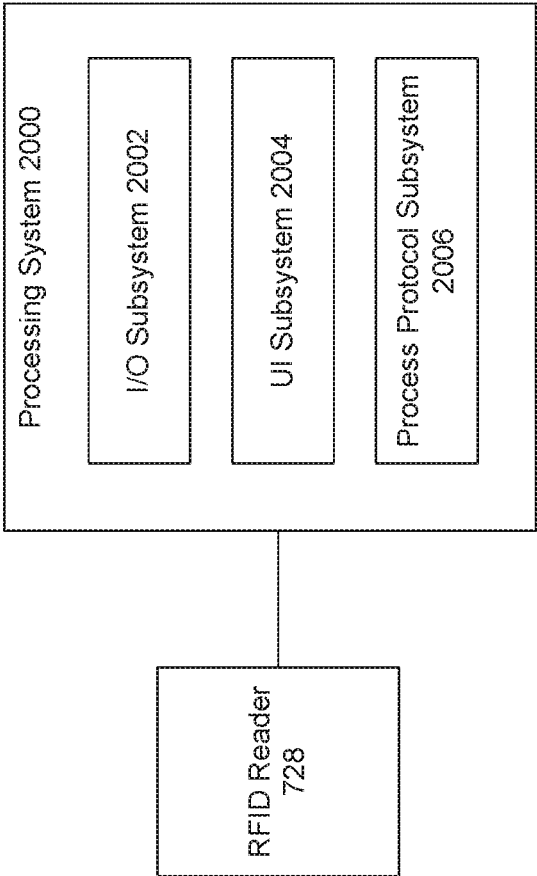 Processing System 2000
I/O Subsystem 2002
UI Subsystem 2004
Process Protocol Subsystem
2006
RFID Reader
728